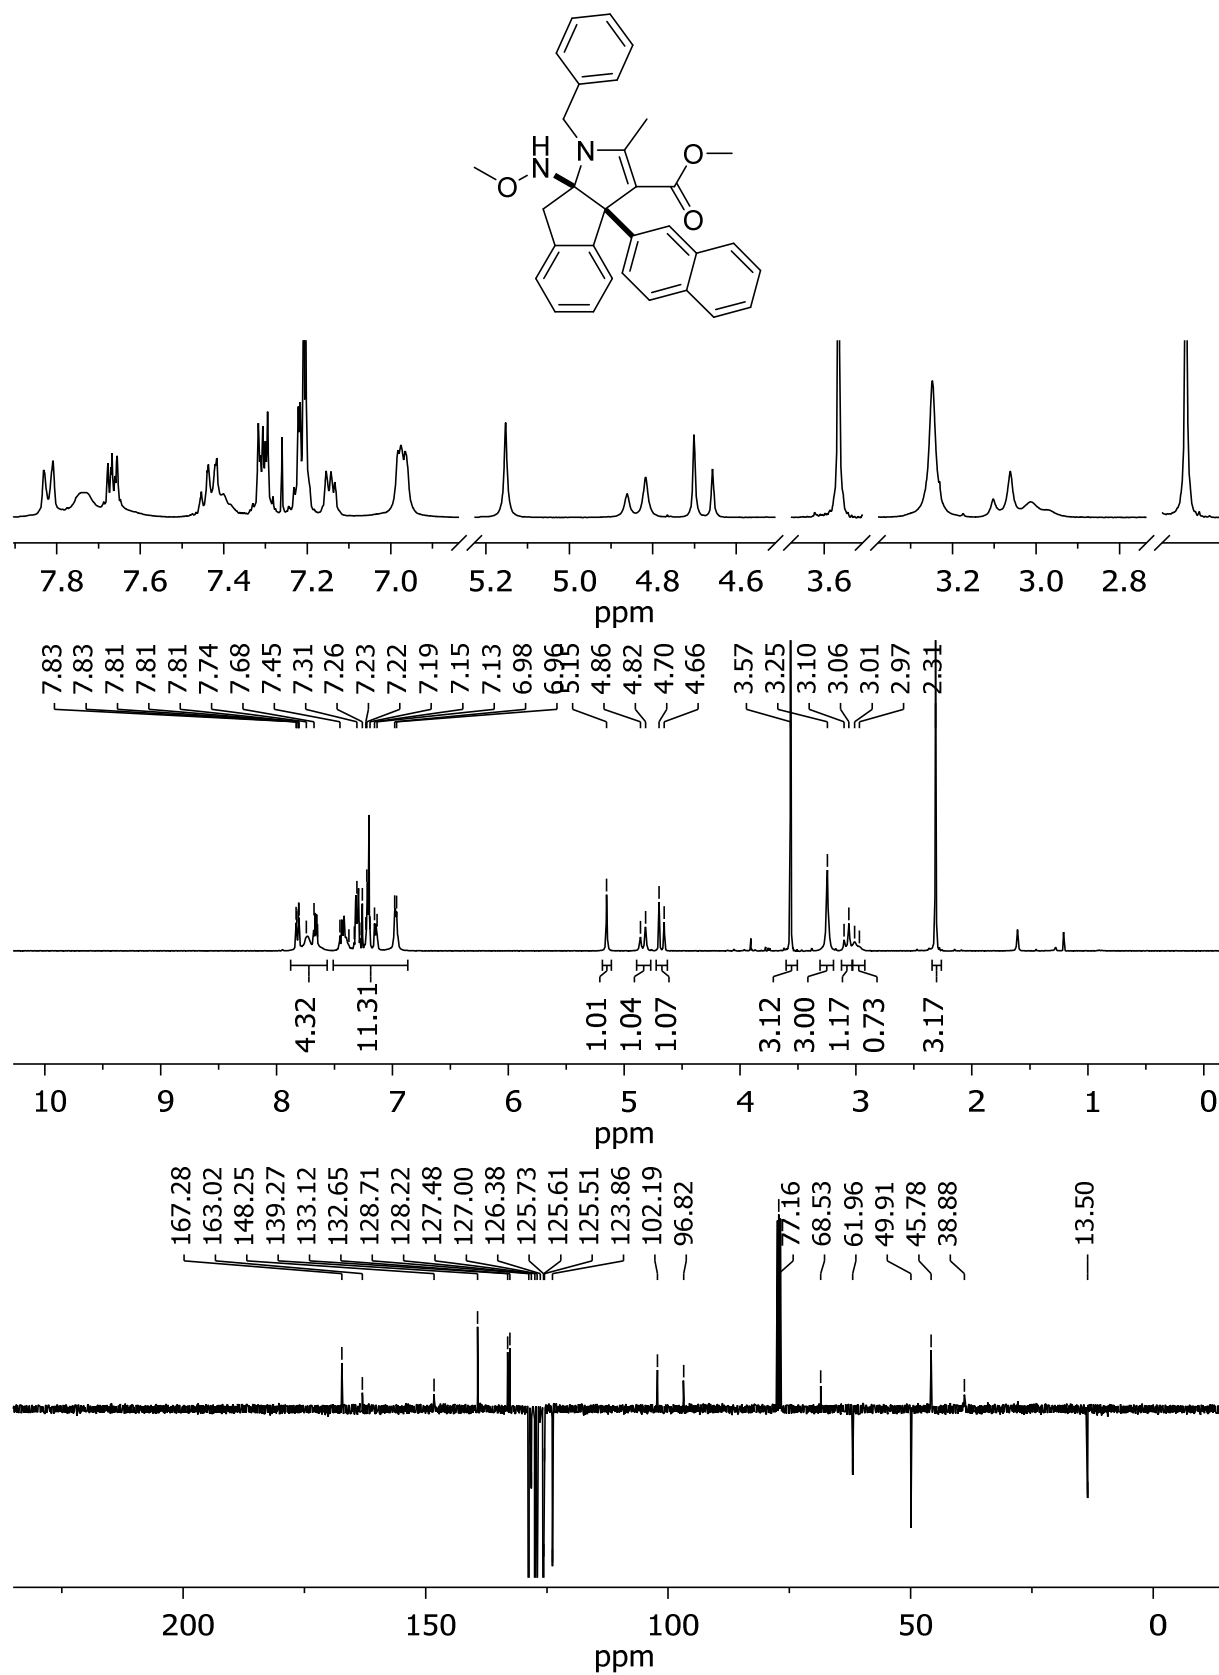 H
N
N
O
O
O
7.8 7.6 7.4 7.2 7.0 5.2 5.0 4.8 4.6 3.6 3.2 3.0 2.8
ppm
7.83 7.83 7.81 7.81 7.81 7.74 7.68 7.45 7.31 7.26 7.23 7.22 7.19 7.15 7.13 6.98 6.96 5.15 4.86 4.82 4.70 4.66 3.57 3.25 3.10 3.06 3.01 2.97 2.31
4.32 11.31 1.01 1.04 1.07 3.12 3.00 1.17 0.73 3.17
10 9 8 7 6 5 4 3 2 1 0
ppm
167.28 163.02 148.25 139.27 133.12 132.65 128.71 128.22 127.48 127.00 126.38 125.73 125.61 125.51 123.86 102.19 96.82 77.16 68.53 61.96 49.91 45.78 38.88 13.50
200 150 100 50 0
ppm